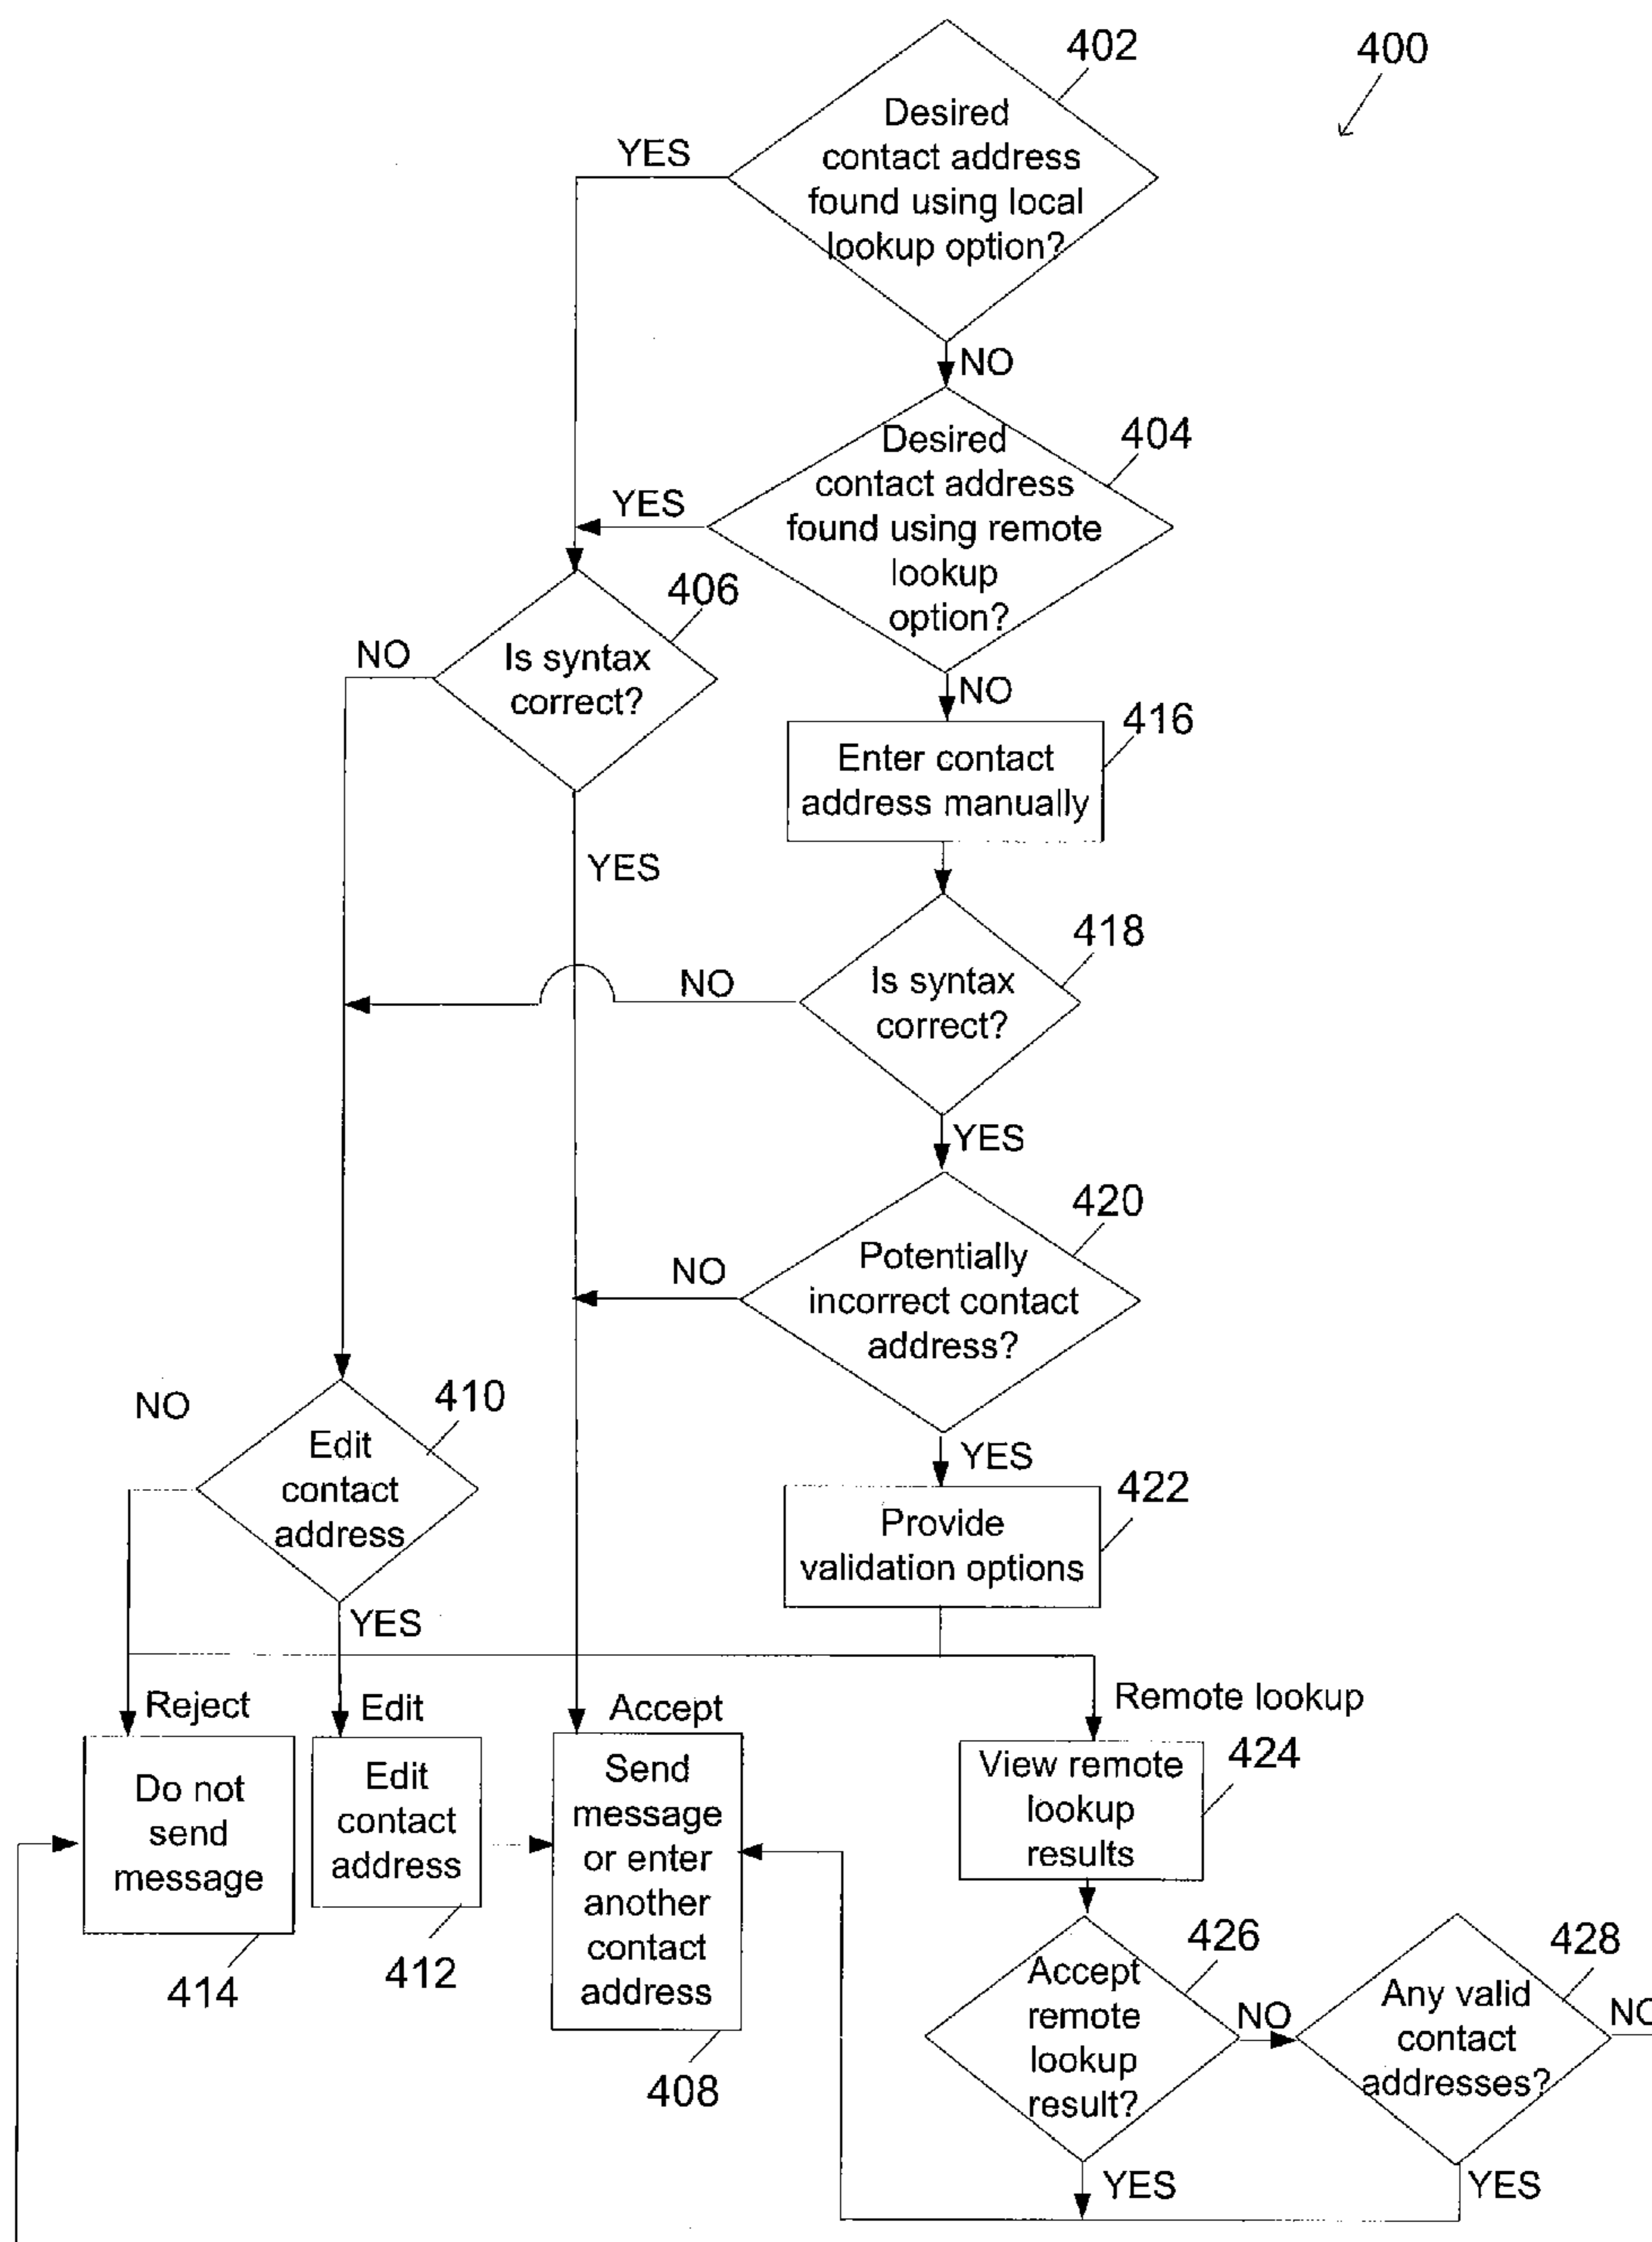 402
400
Desired
contact address
found using local
lookup option?
YES
NO
404
Desired
contact address
found using remote
lookup
option?
YES
406
Is syntax
correct?
NO
NO
416
Enter contact
address manually
YES
418
Is syntax
correct?
NO
YES
420
Potentially
incorrect contact
address?
NO
410
NO
Edit
contact
address
YES
422
Provide
validation options
YES
Reject
Edit
Accept
Remote lookup
Do not
send
message
414
Edit
contact
address
412
Send
message
or enter
another
contact
address
408
View remote
lookup
results
424
426
Accept
remote
lookup
result?
NO
428
Any valid
contact
addresses?
NO
YES
YES